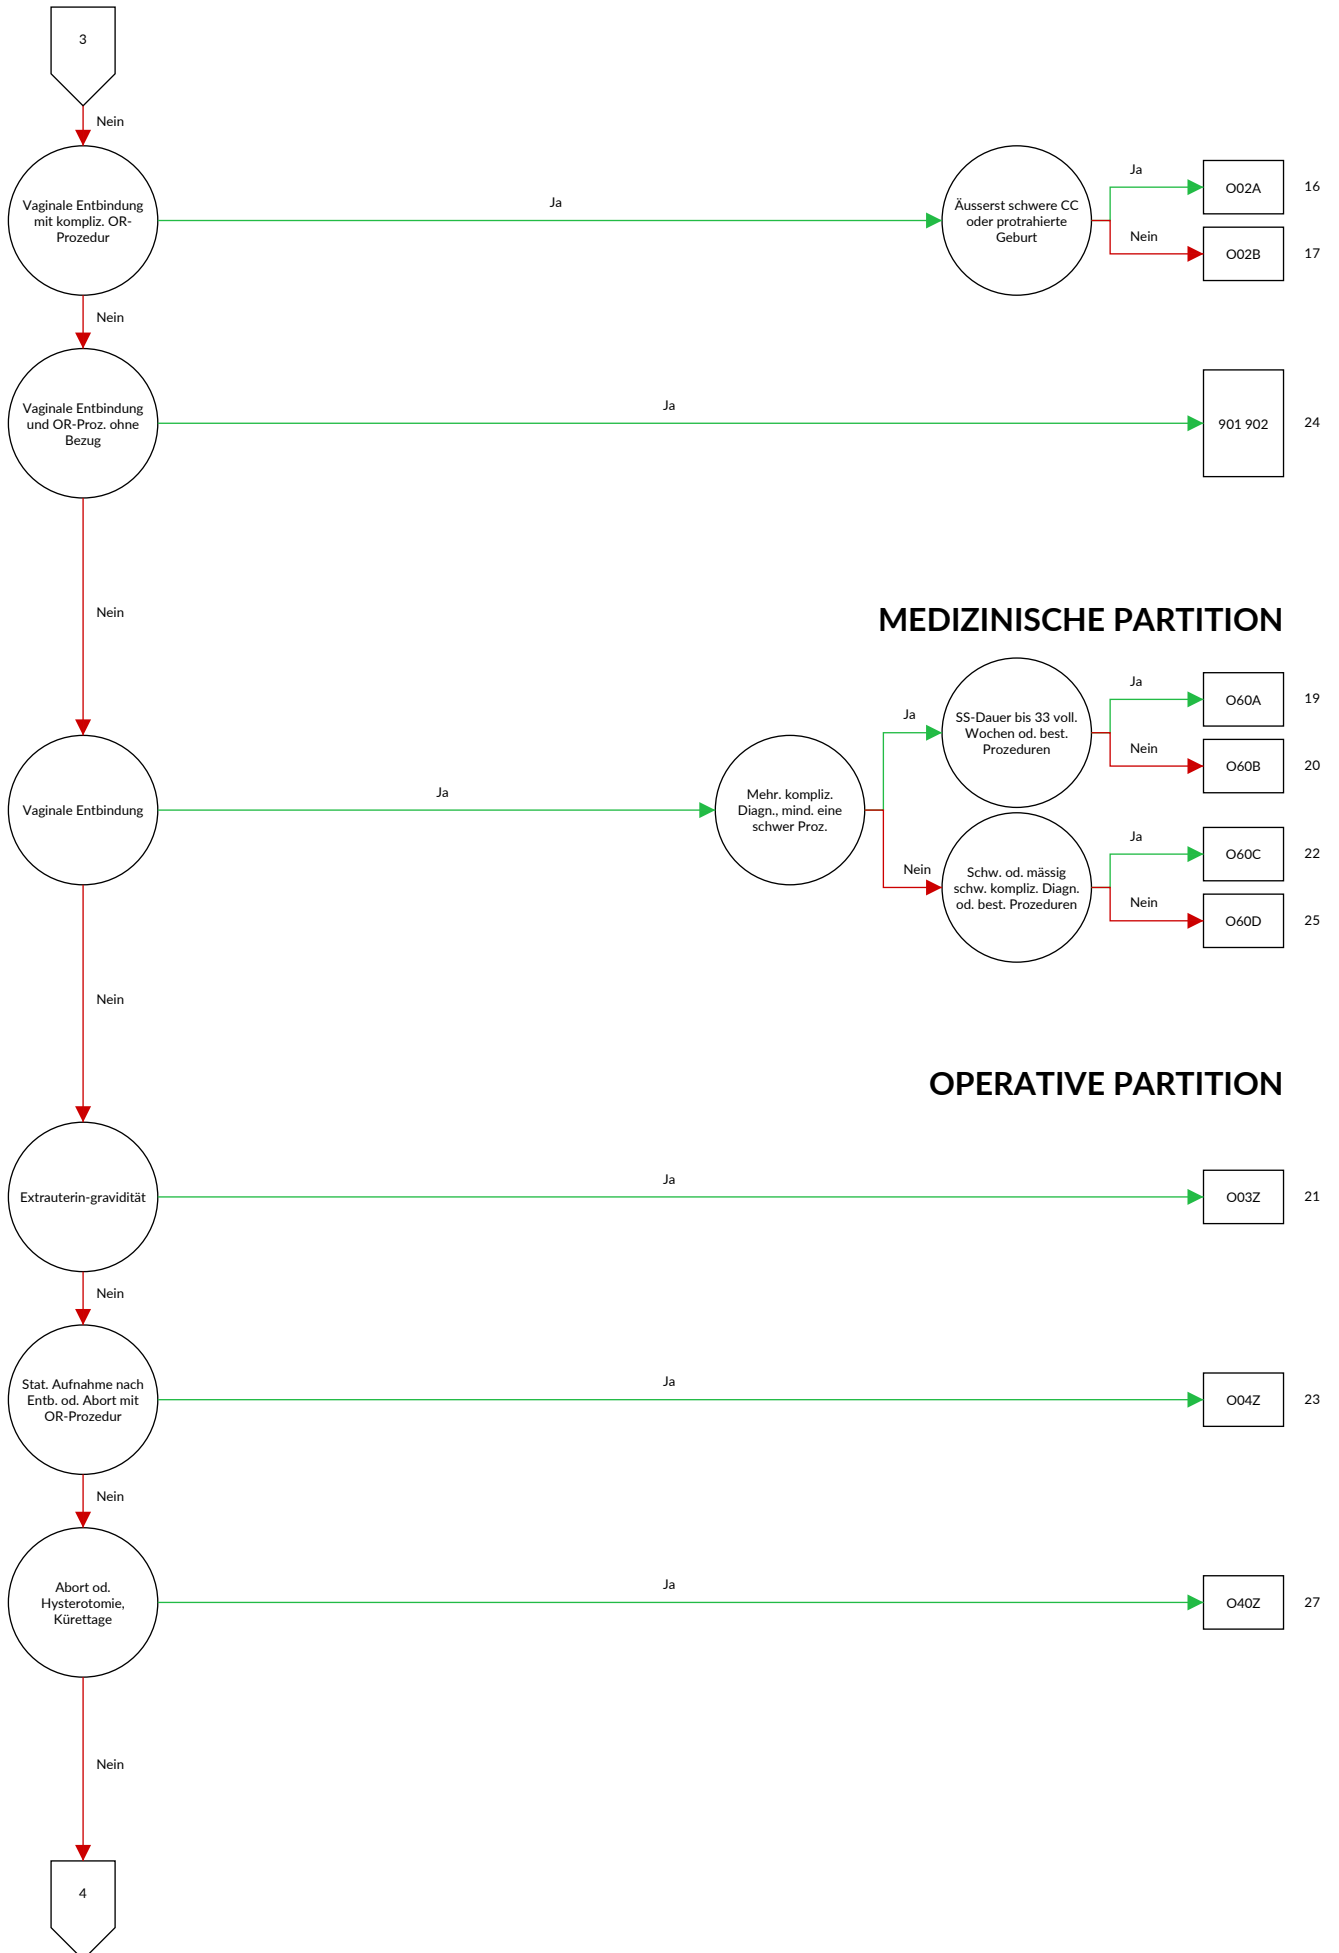 3
Nein
Vaginale Entbindung
mit kompliz. OR-
Prozedur
Ja
Äusserst schwere CC
oder protrahierte
Geburt
Ja
O02A
16
Nein
O02B
17
Nein
Vaginale Entbindung
und OR-Proz. ohne
Bezug
Ja
901 902
24
Nein
MEDIZINISCHE PARTITION
Vaginale Entbindung
Ja
Mehr. kompliz.
Diagn., mind. eine
schwer Proz.
Ja
SS-Dauer bis 33 voll.
Wochen od. best.
Prozeduren
Ja
O60A
19
Nein
O60B
20
Nein
Schw. od. mässig
schw. kompliz. Diagn.
od. best. Prozeduren
Ja
O60C
22
Nein
O60D
25
Nein
OPERATIVE PARTITION
Extrauterin-gravidität
Ja
O03Z
21
Nein
Stat. Aufnahme nach
Entb. od. Abort mit
OR-Prozedur
Ja
O04Z
23
Nein
Abort od.
Hysterotomie,
Kürettage
Ja
O40Z
27
Nein
4